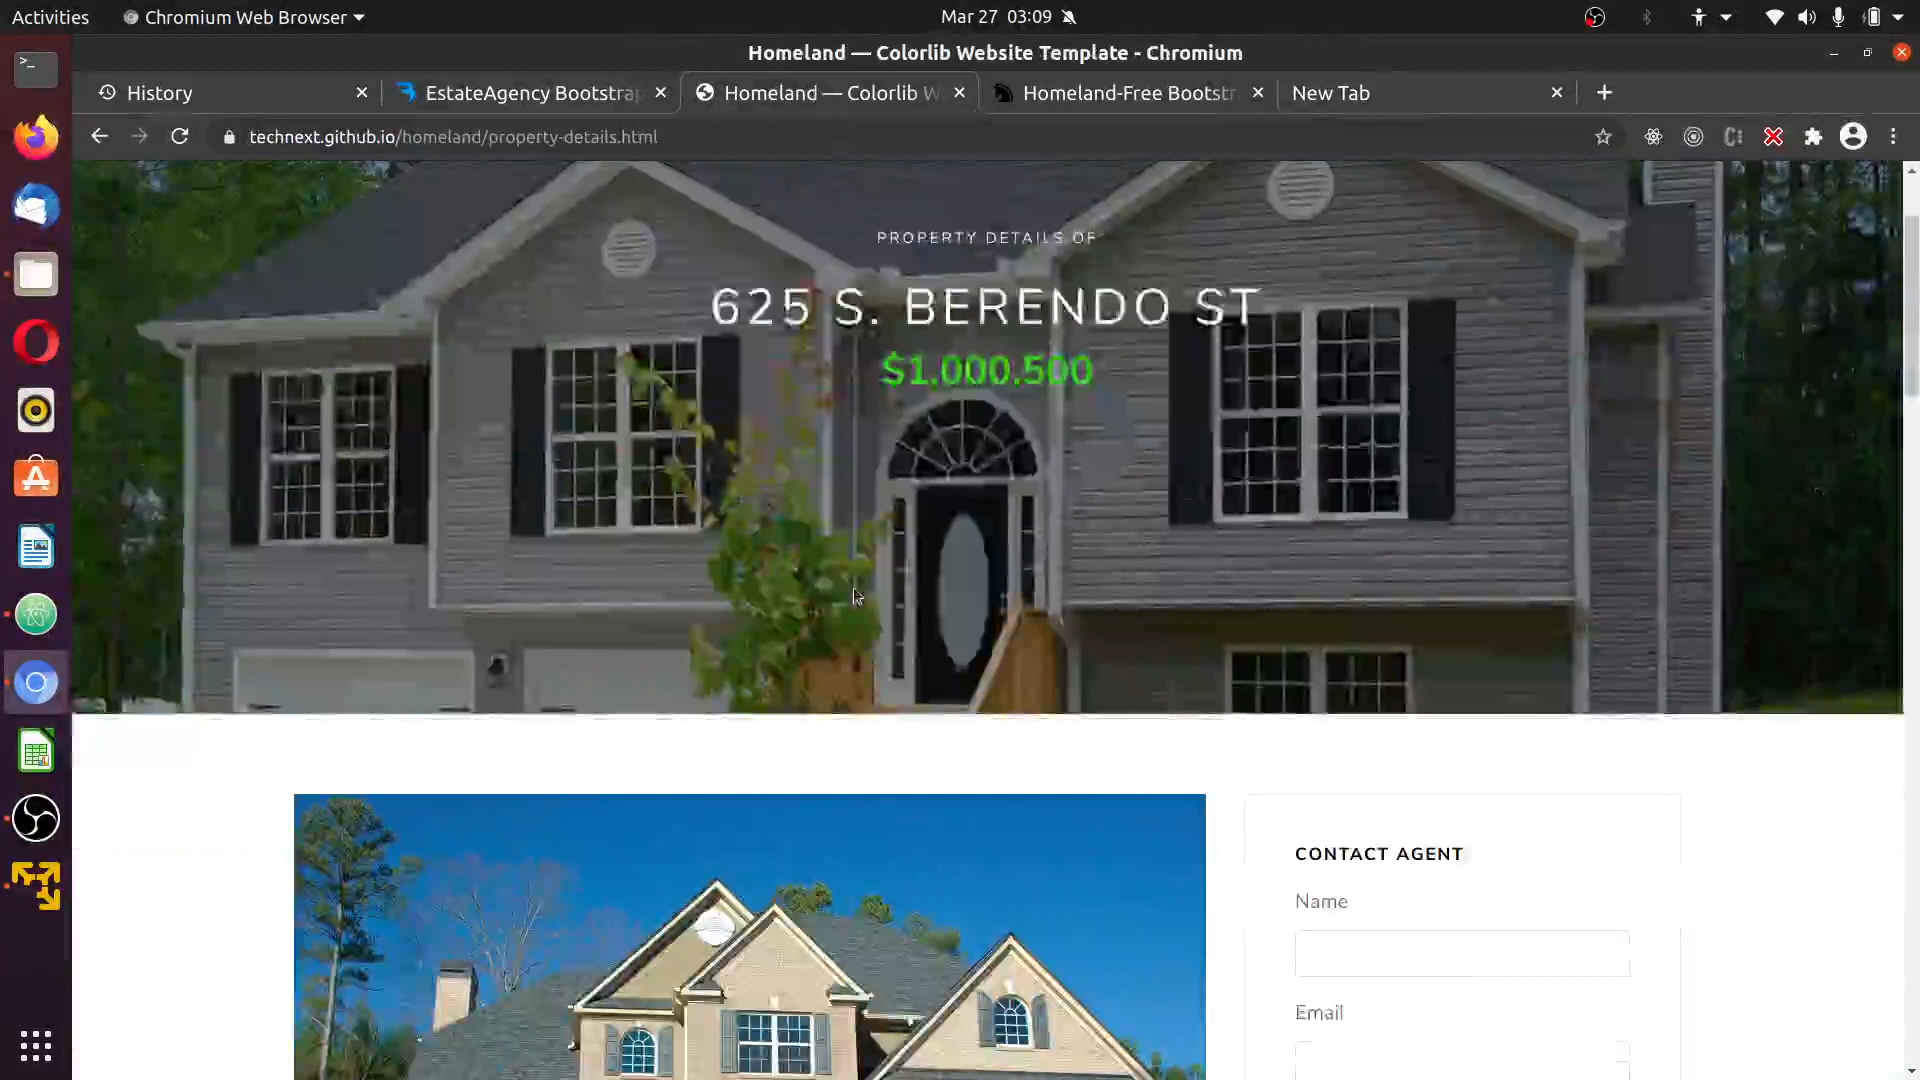 Activities
Chromium Web Browser
Mar 27 03:09
Homeland — Colorlib Website Template - Chromium
History
EstateAgency Bootstrap
Homeland — Colorlib W
Homeland-Free Bootstr
New Tab
technext.github.io/homeland/property-details.html
PROPERTY DETAILS OF
625 S. BERENDO ST
$1.000.500
CONTACT AGENT
Name
Email